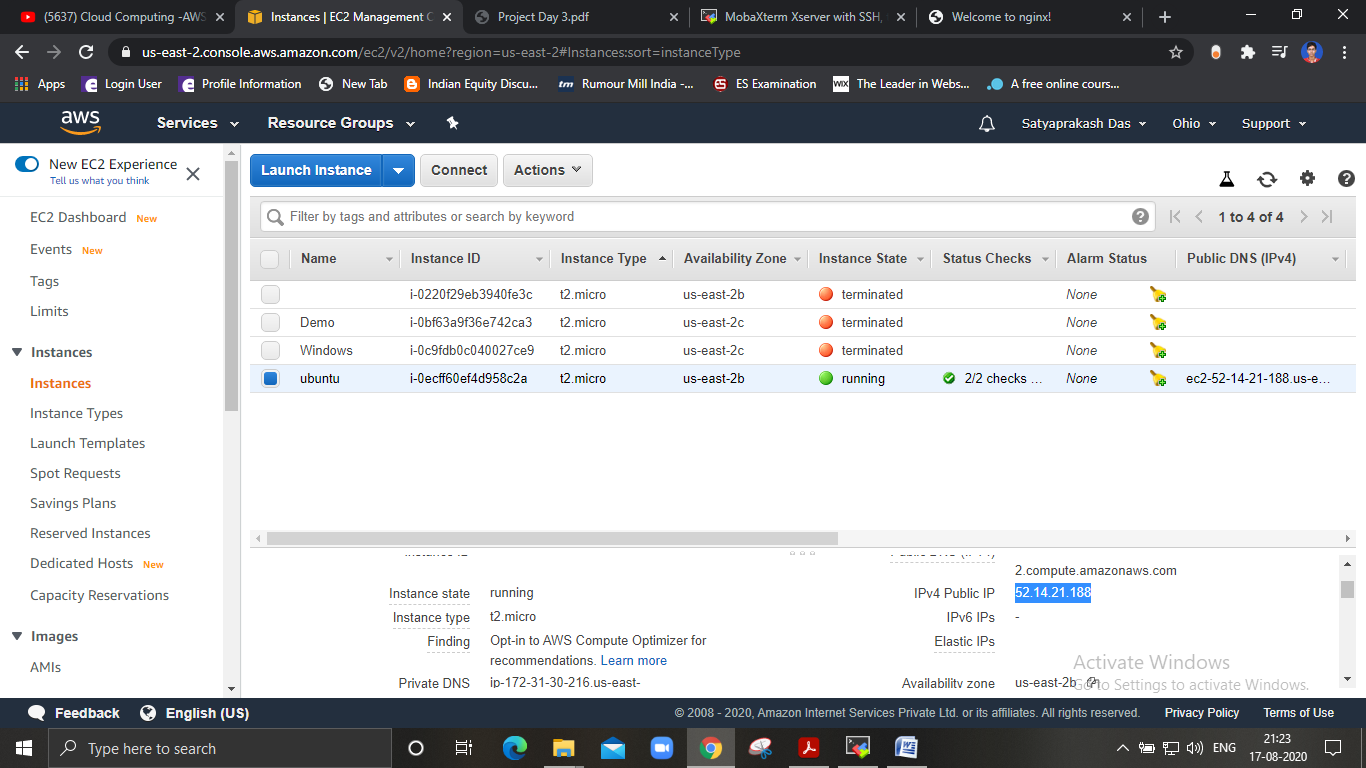 (5637) Cloud Computing -AWS
Instances | EC2 Management C
Project Day 3.pdf
MobaXterm Xserver with SSH,
Welcome to nginx!
us-east-2.console.aws.amazon.com/ec2/v2/home?region=us-east-2#Instances:sort=instanceType
Apps
Login User
Profile Information
New Tab
Indian Equity Discu...
tm Rumour Mill India -...
ES Examination
WIX The Leader in Webs...
A free online cours...
aws
Services
Resource Groups
Satyaprakash Das
Ohio
Support
New EC2 Experience
Tell us what you think
Launch Instance
Connect
Actions
EC2 Dashboard New
Events New
Tags
Limits
Instances
Instances
Instance Types
Launch Templates
Spot Requests
Savings Plans
Reserved Instances
Dedicated Hosts New
Capacity Reservations
Images
AMIs
Filter by tags and attributes or search by keyword
1 to 4 of 4
Name Instance ID Instance Type Availability Zone Instance State Status Checks Alarm Status Public DNS (IPv4)
i-0220f29eb3940fe3c t2.micro us-east-2b terminated None
Demo i-0bf63a9f36e742ca3 t2.micro us-east-2c terminated None
Windows i-0c9fdb0c040027ce9 t2.micro us-east-2c terminated None
ubuntu i-0ecff60ef4d958c2a t2.micro us-east-2b running 2/2 checks ... None ec2-52-14-21-188.us-e...
Instance ID
Public DNS (IPv4)
2.compute.amazonaws.com
Instance state running
IPv4 Public IP 52.14.21.188
Instance type t2.micro
IPv6 IPs -
Finding Opt-in to AWS Compute Optimizer for
recommendations. Learn more
Elastic IPs
Private DNS ip-172-31-30-216.us-east-
Availability zone us-east-2b
Activate Windows
Go to Settings to activate Windows.
Feedback
English (US)
© 2008 - 2020, Amazon Internet Services Private Ltd. or its affiliates. All rights reserved.
Privacy Policy
Terms of Use
Type here to search
ENG
21:23
17-08-2020